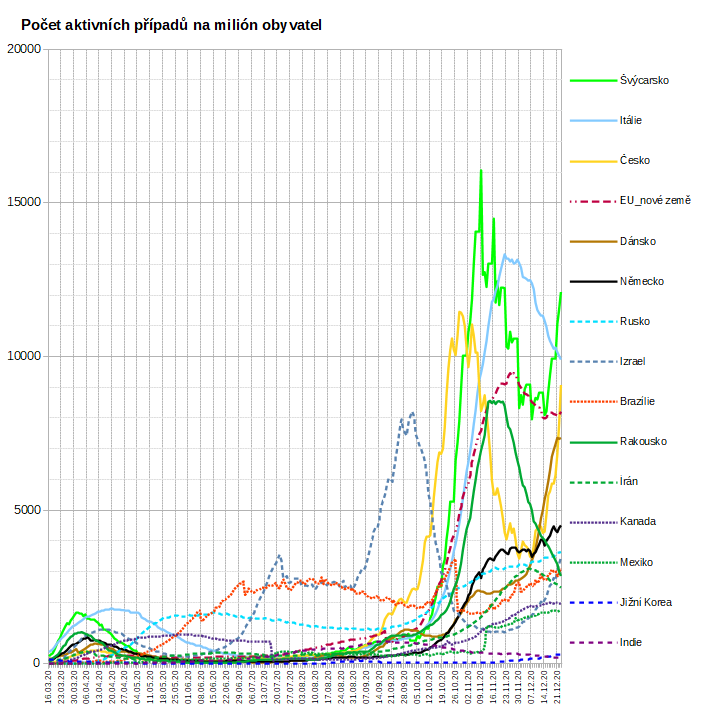 Počet aktivních případů na milión obyvatel
20000
15000
10000
5000
0
Švýcarsko
Itálie
Česko
EU_nové země
Dánsko
Německo
Rusko
Izrael
Brazílie
Rakousko
Írán
Kanada
Mexiko
Jižní Korea
Indie
16.03.20
23.03.20
30.03.20
06.04.20
13.04.20
20.04.20
27.04.20
04.05.20
11.05.20
18.05.20
25.05.20
01.06.20
08.06.20
15.06.20
22.06.20
29.06.20
06.07.20
13.07.20
20.07.20
27.07.20
03.08.20
10.08.20
17.08.20
24.08.20
31.08.20
07.09.20
14.09.20
21.09.20
28.09.20
05.10.20
12.10.20
19.10.20
26.10.20
02.11.20
09.11.20
16.11.20
23.11.20
30.11.20
07.12.20
14.12.20
21.12.20